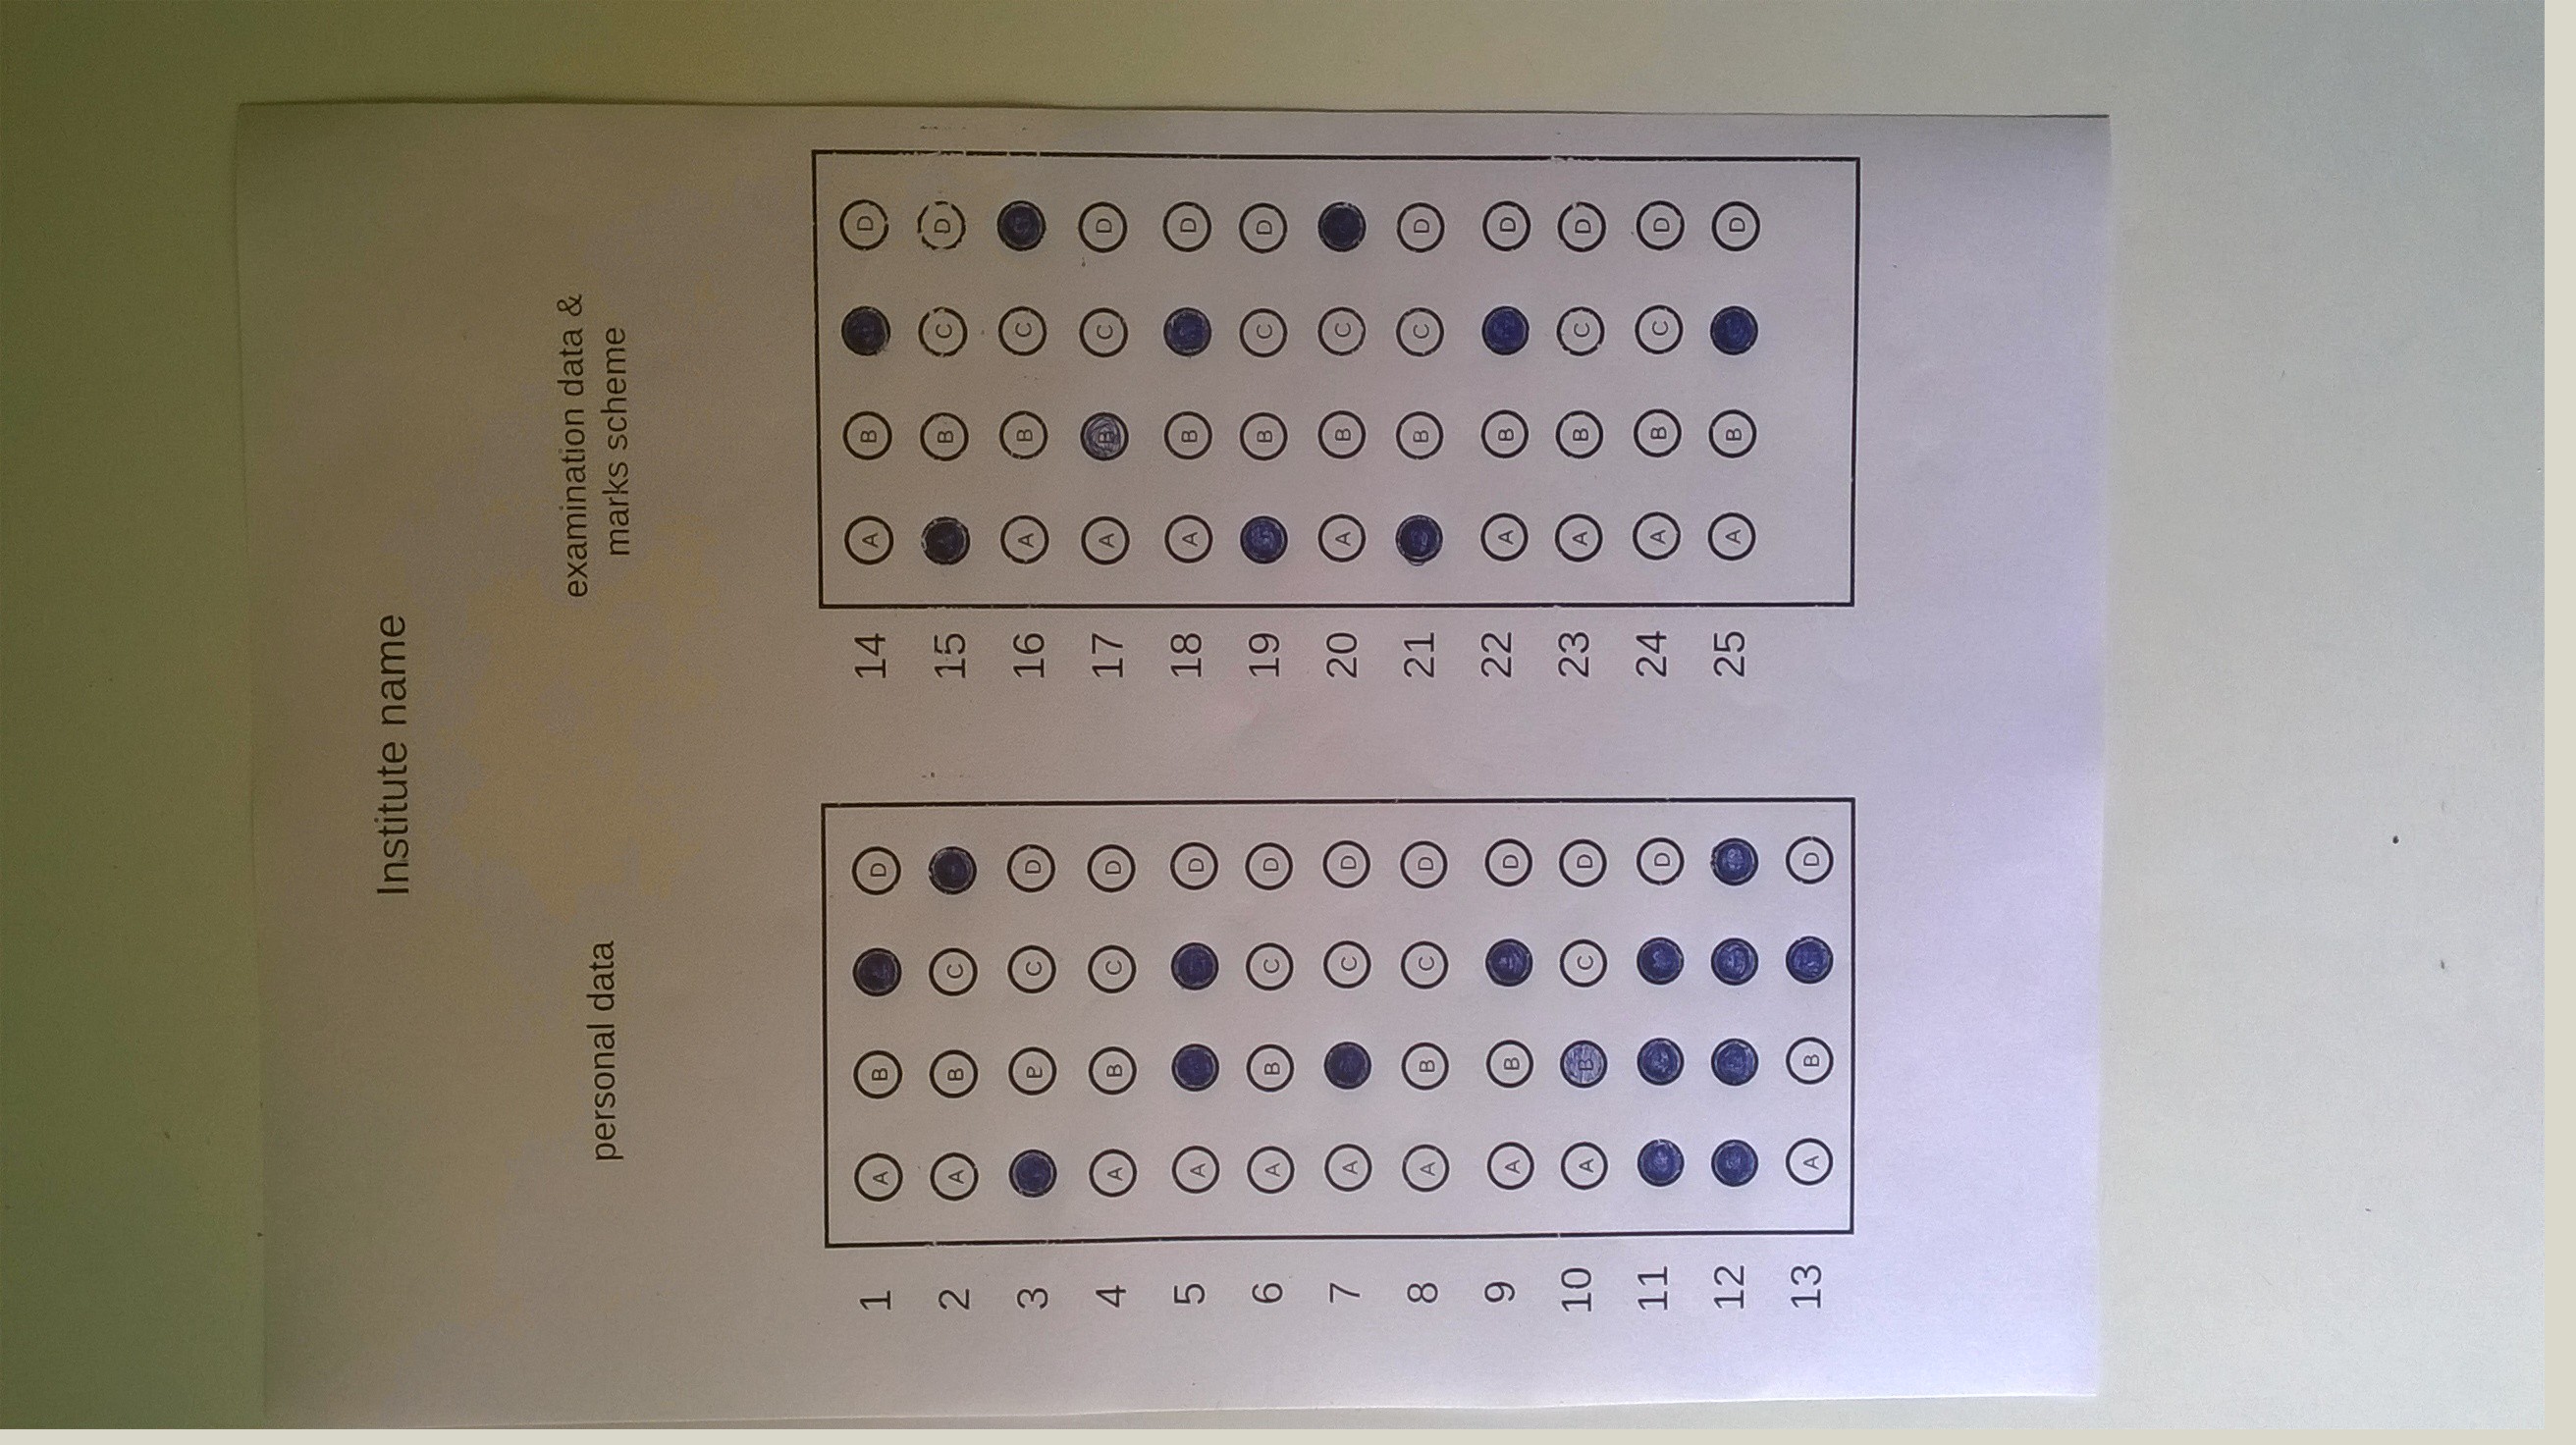 Institute name
personal data
examination data &
marks scheme
1 A B D
2 A B C
3 B C D
4 A B C D
5 A D
6 A B C D
7 A C D
8 A B C D
9 A B D
10 A B C D
11 D
12
13 A B D
14 A B D
15 B C D
16 A B C
17 A B C D
18 A B D
19 B C D
20 A B C
21 B C D
22 A B D
23 A B C D
24 A B C D
25 A B D